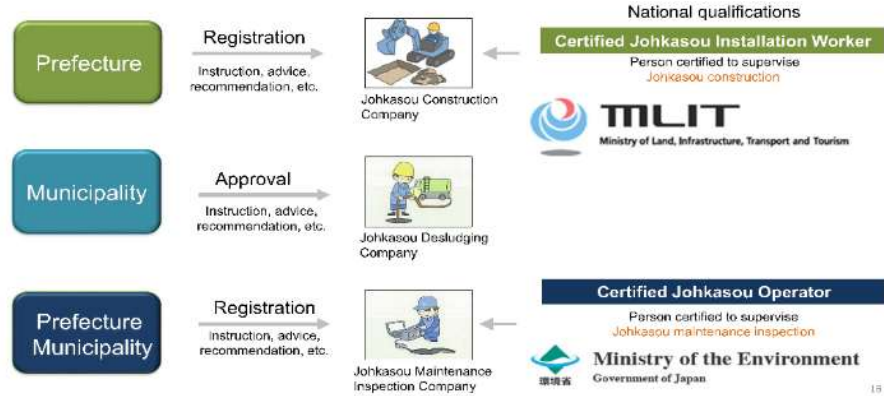 National qualifications
Prefecture
Registration
Instruction, advice,
recommendation, etc.
Johkasou Construction
Company
Certified Johkasou Installation Worker
Person certified to supervise
Johkasou construction
MLIT
Ministry of Land, Infrastructure, Transport and Tourism
Municipality
Approval
Instruction, advice,
recommendation, etc.
Johkasou Desludging
Company
Prefecture
Municipality
Registration
Instruction, advice,
recommendation, etc.
Johkasou Maintenance
Inspection Company
Certified Johkasou Operator
Person certified to supervise
Johkasou maintenance inspection
環境省
Ministry of the Environment
Government of Japan
16